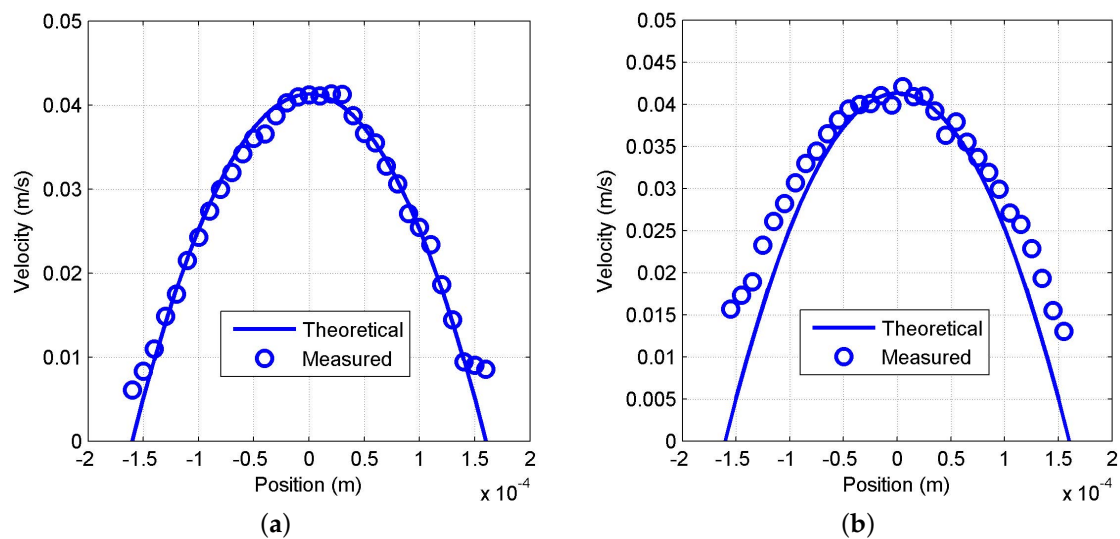 0.05
0.04
0.03
0.02
0.01
0
Velocity (m/s)
Theoretical
Measured
-2 -1.5 -1 -0.5 0 0.5 1 1.5 2
Position (m)
x 10⁻⁴
(a)
0.05
0.045
0.04
0.035
0.03
0.025
0.02
0.015
0.01
0.005
0
Velocity (m/s)
Theoretical
Measured
-2 -1.5 -1 -0.5 0 0.5 1 1.5 2
Position (m)
x 10⁻⁴
(b)